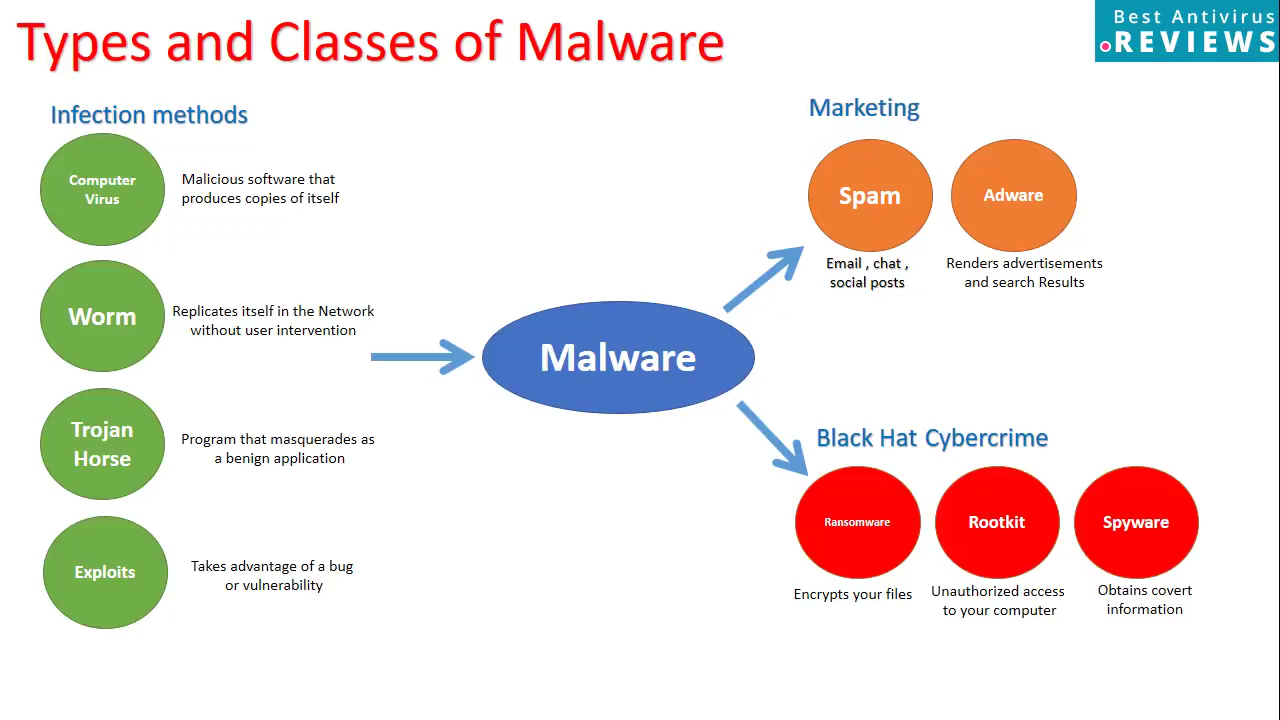 Types and Classes of Malware
Best Antivirus
.REVIEWS
Infection methods
Computer
Virus
Malicious software that
produces copies of itself
Worm
Replicates itself in the Network
without user intervention
Trojan
Horse
Program that masquerades as
a benign application
Exploits
Takes advantage of a bug
or vulnerability
Malware
Marketing
Spam
Email , chat ,
social posts
Adware
Renders advertisements
and search Results
Black Hat Cybercrime
Ransomware
Encrypts your files
Rootkit
Unauthorized access
to your computer
Spyware
Obtains covert
information